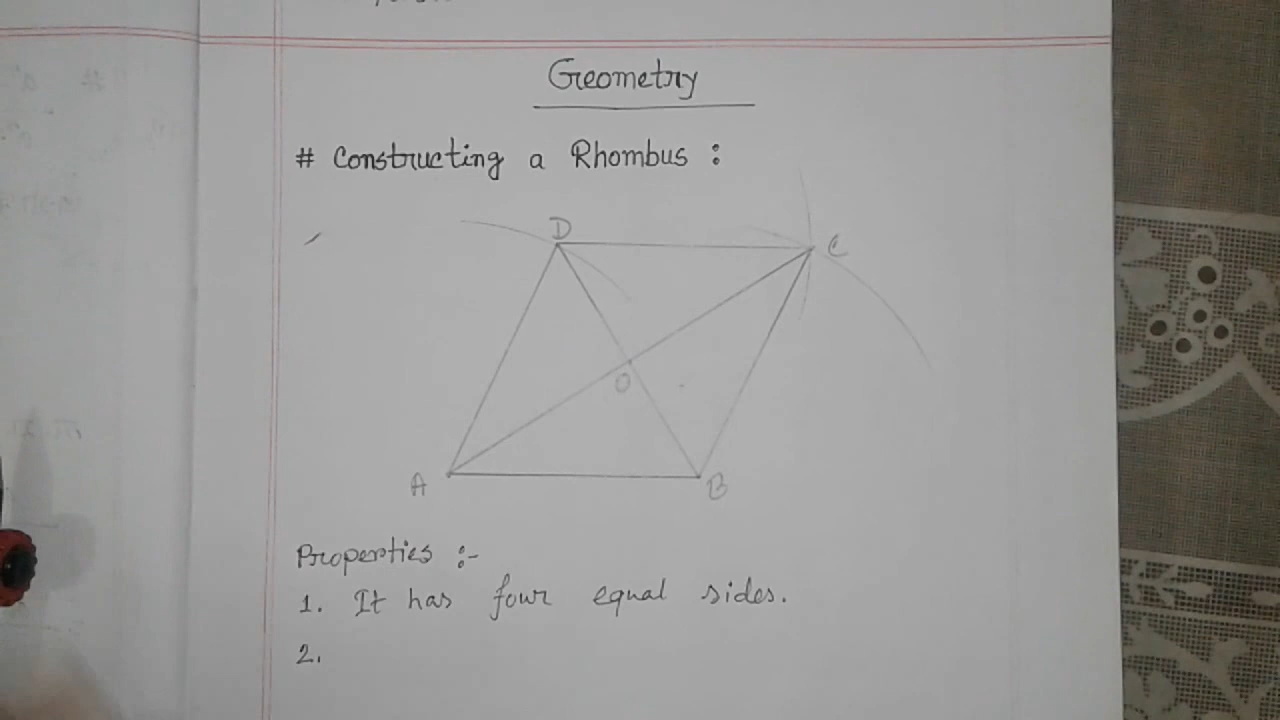 Geometry
# Constructing a Rhombus :
D
C
O
A
B
Properties :-
1. It has four equal sides.
2.